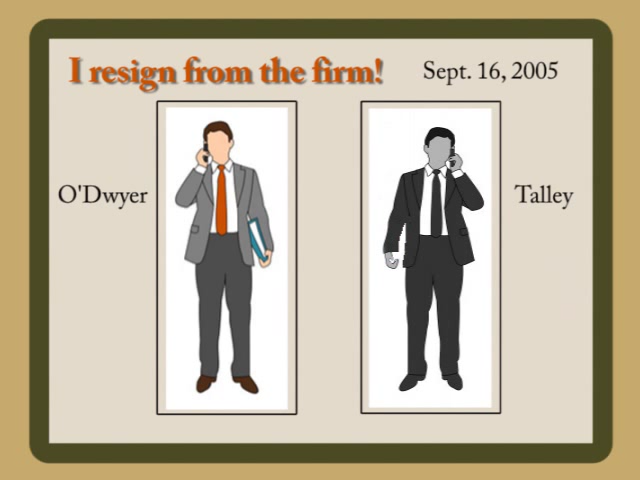 I resign from the firm!
Sept. 16, 2005
O'Dwyer
Talley